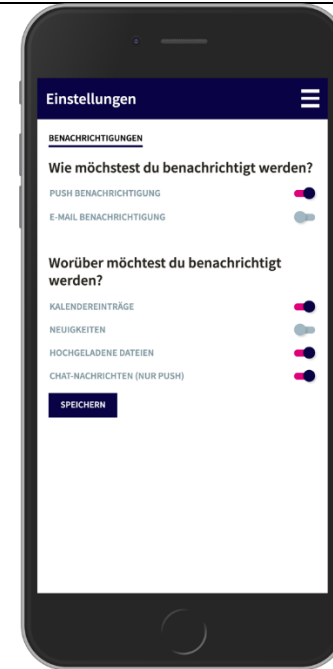 Einstellungen
BENACHRICHTIGUNGEN
Wie möchstest du benachrichtigt werden?
PUSH BENACHRICHTIGUNG
E-MAIL BENACHRICHTIGUNG
Worüber möchtest du benachrichtigt
werden?
KALENDEREINTRÄGE
NEUIGKEITEN
HOCHGELADENE DATEIEN
CHAT-NACHRICHTEN (NUR PUSH)
SPEICHERN